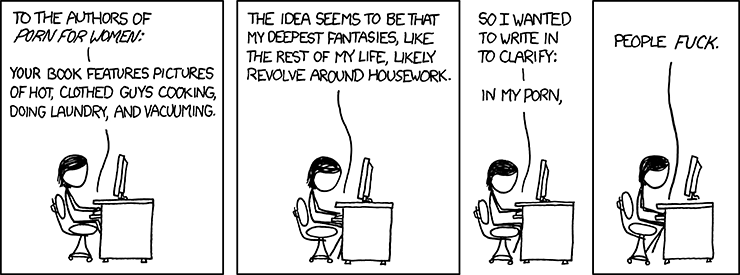 TO THE AUTHORS OF
PORN FOR WOMEN:
YOUR BOOK FEATURES PICTURES
OF HOT, CLOTHED GUYS COOKING,
DOING LAUNDRY, AND VACUUMING.
THE IDEA SEEMS TO BE THAT
MY DEEPEST FANTASIES, LIKE
THE REST OF MY LIFE, LIKELY
REVOLVE AROUND HOUSEWORK.
SO I WANTED
TO WRITE IN
TO CLARIFY:
IN MY PORN,
PEOPLE FUCK.